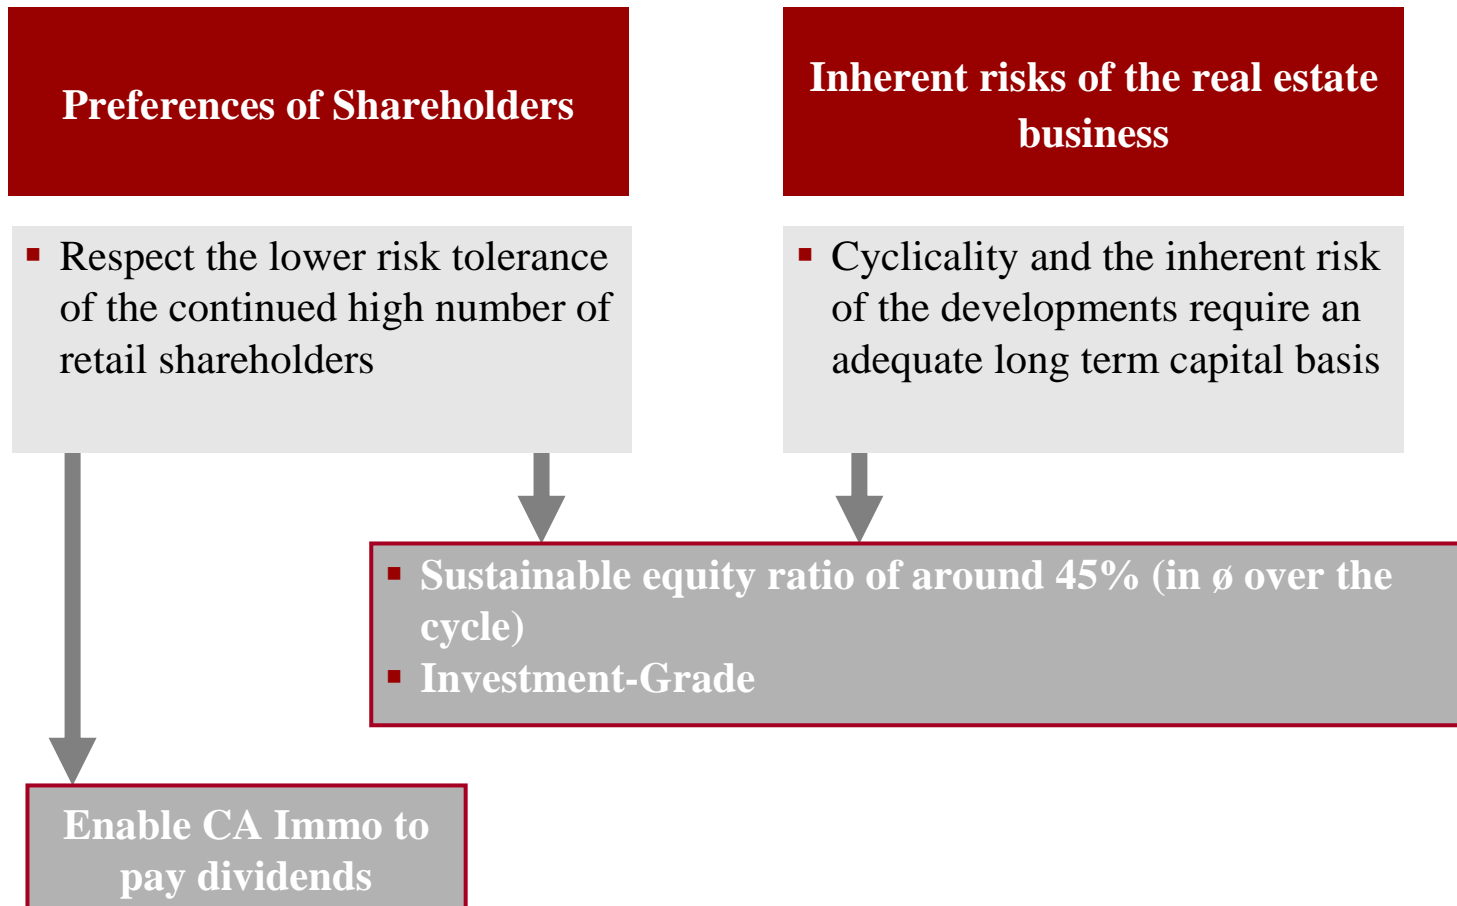 Preferences of Shareholders
Inherent risks of the real estate
business
▪ Respect the lower risk tolerance
of the continued high number of
retail shareholders
▪ Cyclicality and the inherent risk
of the developments require an
adequate long term capital basis
▪ Sustainable equity ratio of around 45% (in ø over the
cycle)
▪ Investment-Grade
Enable CA Immo to
pay dividends